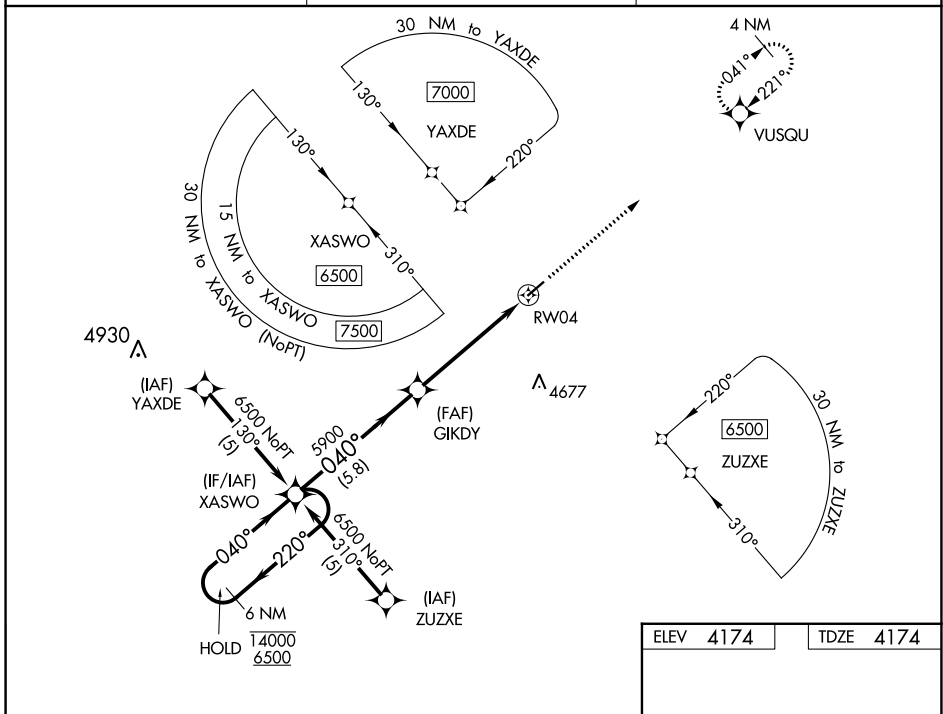 30 NM to YAXDE
130°
7000
YAXDE
220°
4 NM
041°
221°
VUSQU
130°
30 NM to XASWO (NoPT)
15 NM to XASWO
XASWO
310°
6500
7500
RW04
4930
(IAF)
YAXDE
6500 NoPT
130°
(5)
(FAF)
GIKDY
4677
5900
040°
(5.8)
(IF/IAF)
XASWO
040°
220°
6500 NoPT
310°
(5)
(IAF)
ZUZXE
6 NM
HOLD
14000
6500
220°
6500
ZUZXE
30 NM to ZUZXE
310°
ELEV 4174
TDZE 4174